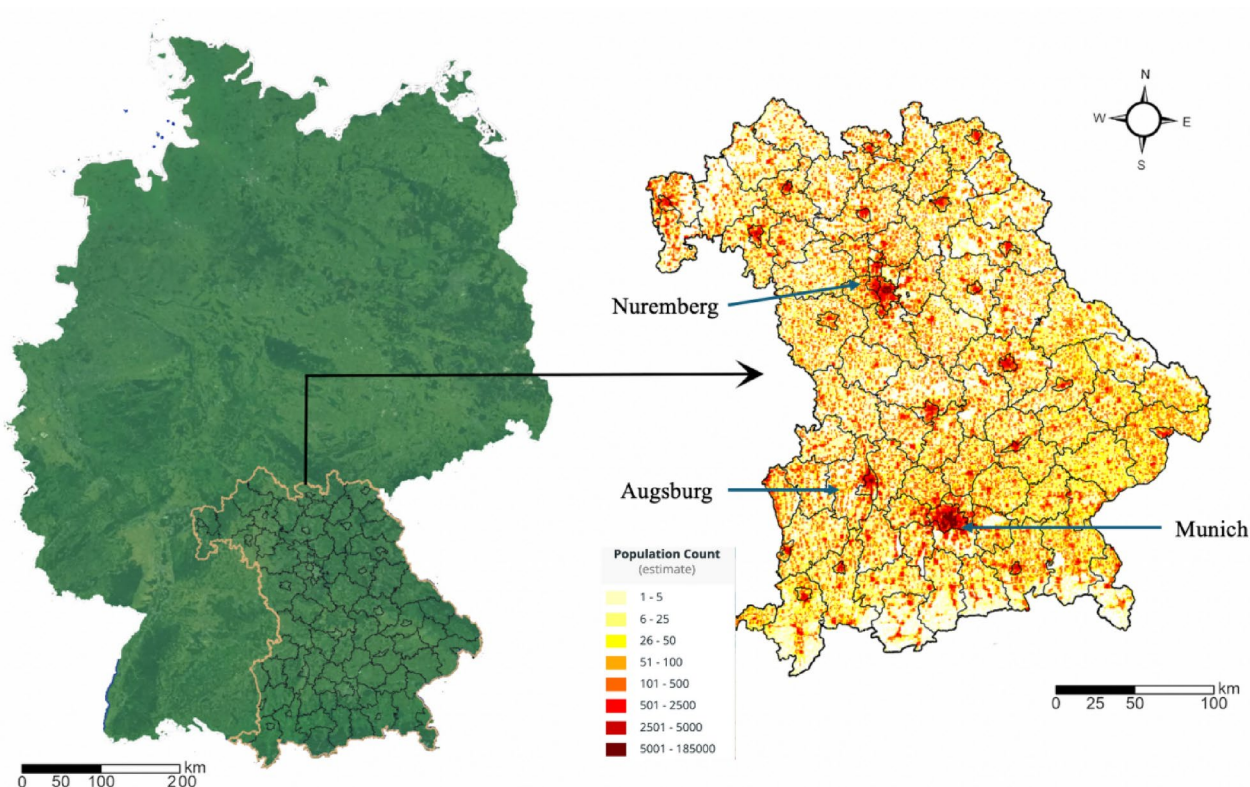 N
W E
S
Nuremberg
Augsburg
Munich
Population Count
(estimate)
1 - 5
6 - 25
26 - 50
51 - 100
101 - 500
501 - 2500
2501 - 5000
5001 - 185000
km
0 25 50 100
km
0 50 100 200